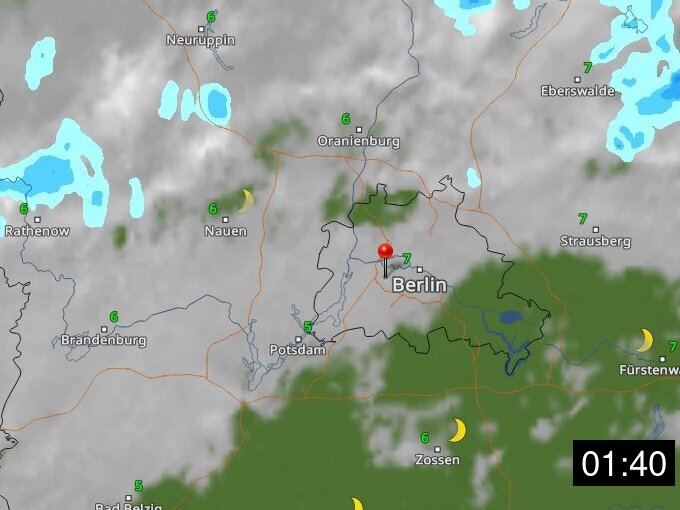 6
Neuruppin
7
Eberswalde
6
Oranienburg
6
Rathenow
6
Nauen
7
Strausberg
7
Berlin
6
Brandenburg
5
Potsdam
7
Fürstenwa
6
Zossen
01:40
5
Bad Belzig